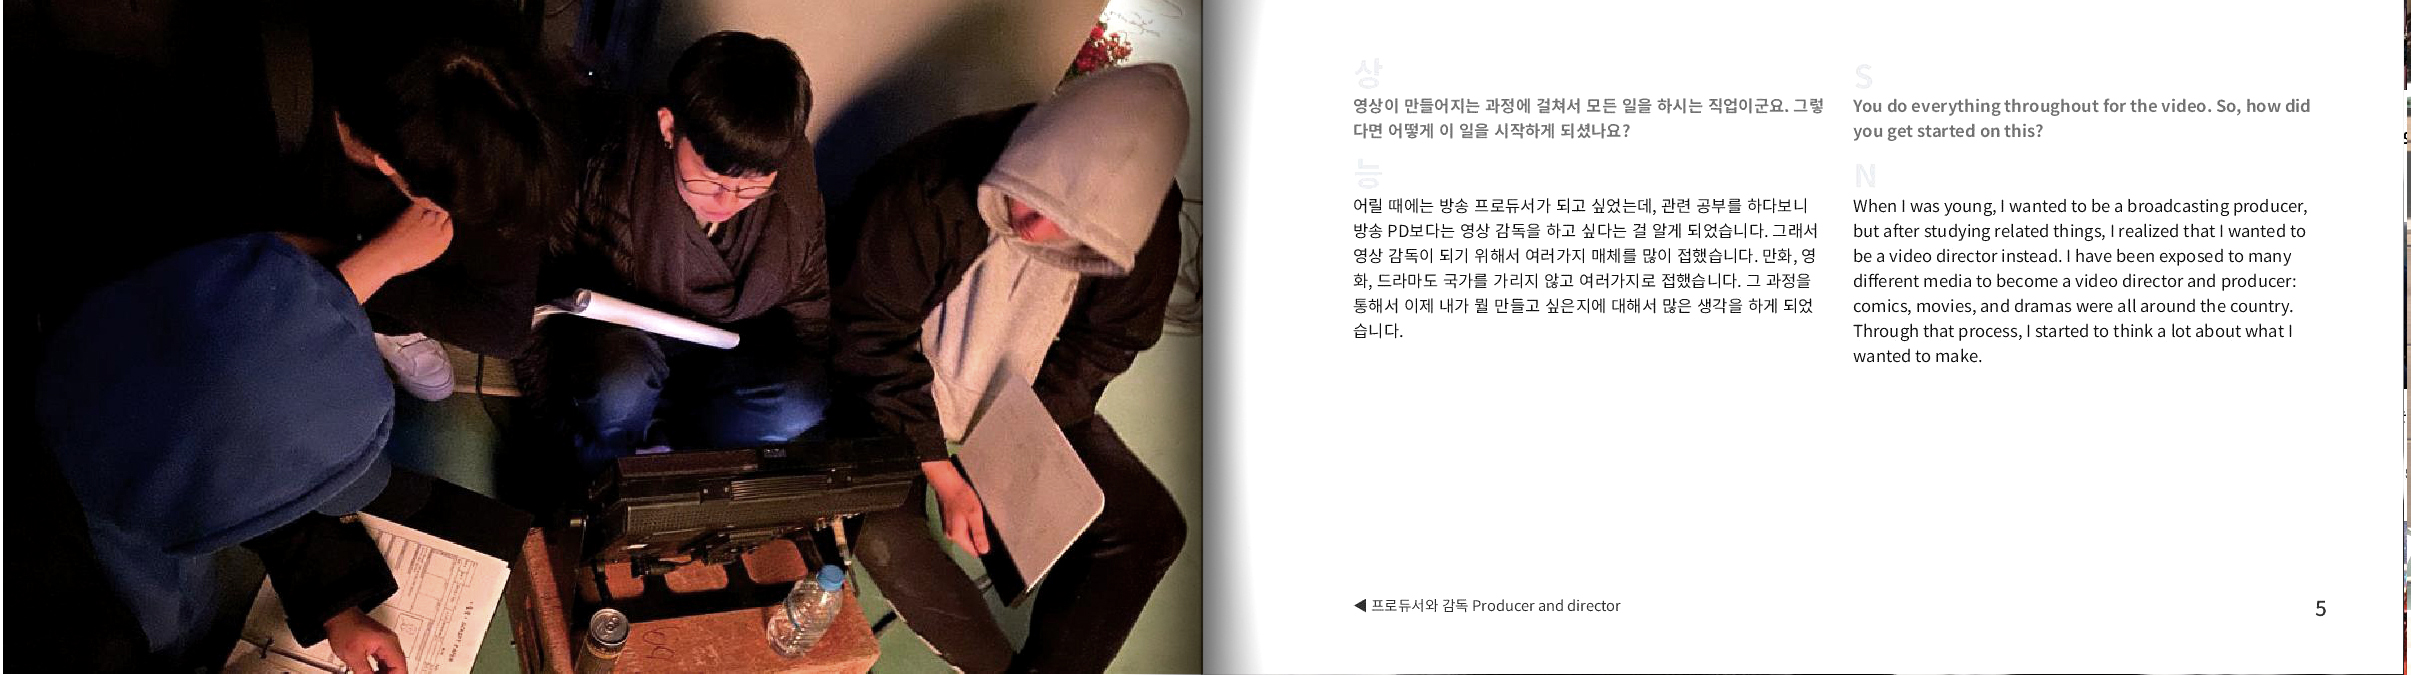 상
영상이 만들어지는 과정에 걸쳐서 모든 일을 하시는 직업이군요. 그렇
다면 어떻게 이 일을 시작하게 되셨나요?
능
어릴 때에는 방송 프로듀서가 되고 싶었는데, 관련 공부를 하다보니
방송 PD보다는 영상 감독을 하고 싶다는 걸 알게 되었습니다. 그래서
영상 감독이 되기 위해서 여러가지 매체를 많이 접했습니다. 만화, 영
화, 드라마도 국가를 가리지 않고 여러가지로 접했습니다. 그 과정을
통해서 이제 내가 뭘 만들고 싶은지에 대해서 많은 생각을 하게 되었
습니다.
S
You do everything throughout for the video. So, how did
you get started on this?
N
When I was young, I wanted to be a broadcasting producer,
but after studying related things, I realized that I wanted to
be a video director instead. I have been exposed to many
different media to become a video director and producer:
comics, movies, and dramas were all around the country.
Through that process, I started to think a lot about what I
wanted to make.
◀ 프로듀서와 감독 Producer and director
5